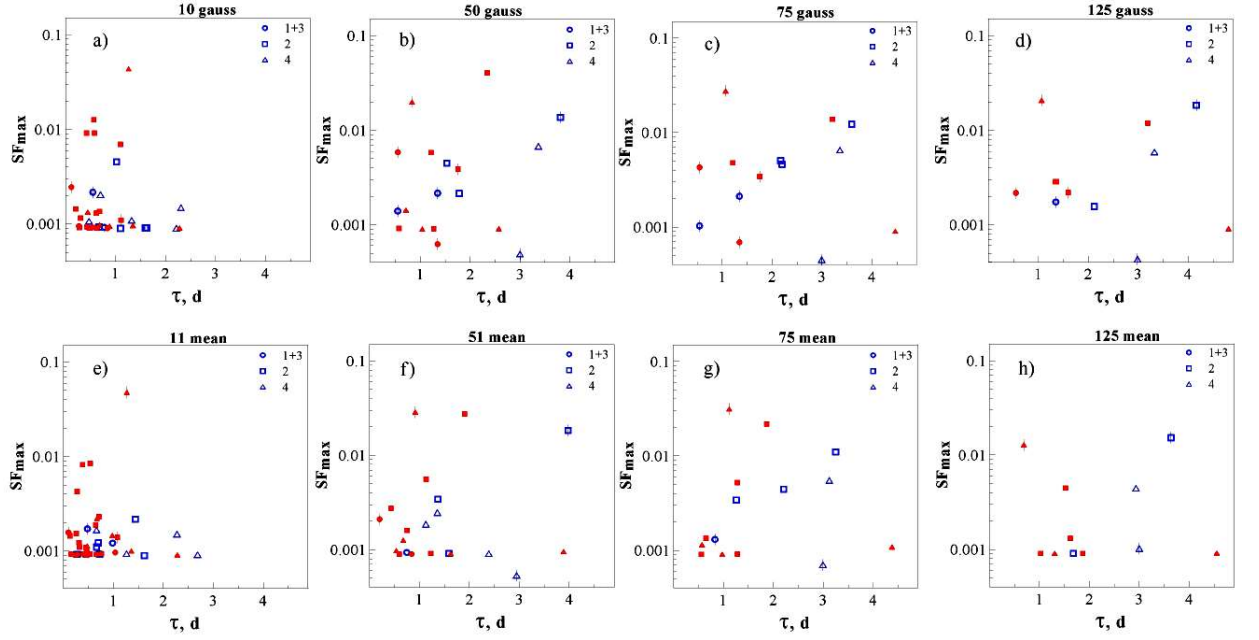 10 gauss
a)
1+3
2
4
0.1
0.01
0.001
SFmax
1 2 3 4
τ, d
50 gauss
b)
1+3
2
4
0.1
0.01
0.001
SFmax
1 2 3 4
τ, d
75 gauss
c)
1+3
2
4
0.1
0.01
0.001
SFmax
1 2 3 4
τ, d
125 gauss
d)
1+3
2
4
0.1
0.01
0.001
SFmax
1 2 3 4
τ, d
11 mean
e)
1+3
2
4
0.1
0.01
0.001
SFmax
1 2 3 4
τ, d
51 mean
f)
1+3
2
4
0.1
0.01
0.001
SFmax
1 2 3 4
τ, d
75 mean
g)
1+3
2
4
0.1
0.01
0.001
SFmax
1 2 3 4
τ, d
125 mean
h)
1+3
2
4
0.1
0.01
0.001
SFmax
1 2 3 4
τ, d